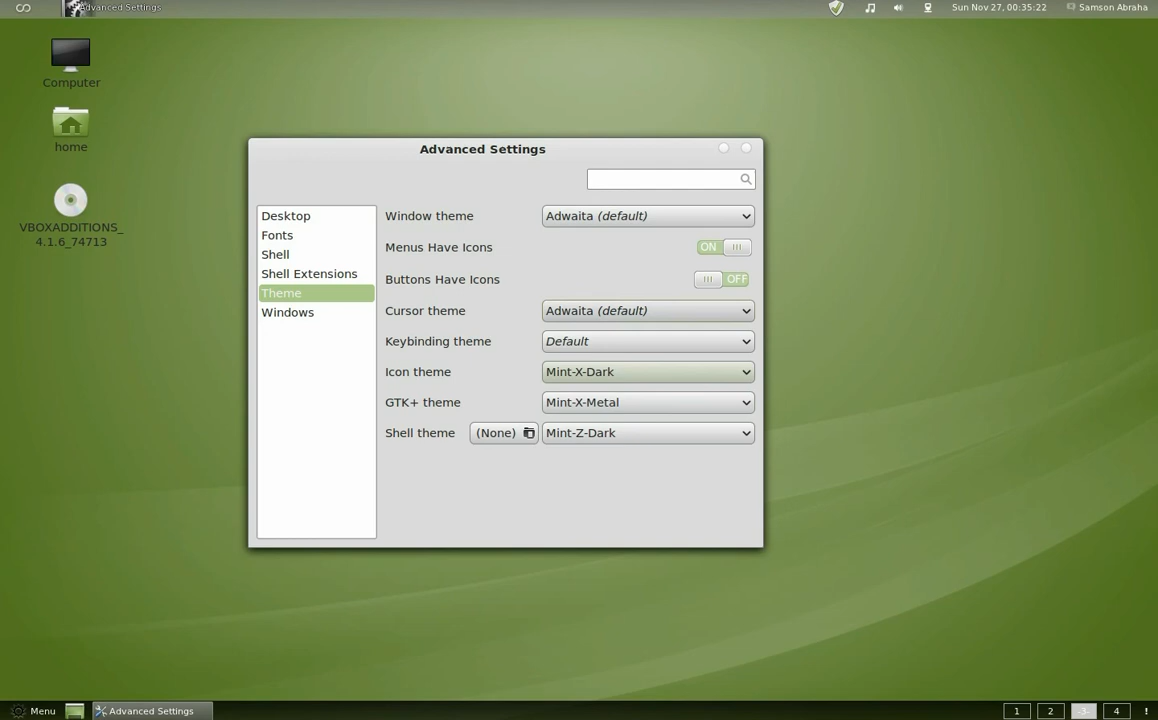 Advanced Settings
Sun Nov 27, 00:35:22
Samson Abraha
Computer
home
VBOXADDITIONS_
4.1.6_74713
Advanced Settings
Desktop
Fonts
Shell
Shell Extensions
Theme
Windows
Window theme
Adwaita (default)
Menus Have Icons
ON
Buttons Have Icons
OFF
Cursor theme
Adwaita (default)
Keybinding theme
Default
Icon theme
Mint-X-Dark
GTK+ theme
Mint-X-Metal
Shell theme
(None)
Mint-Z-Dark
Menu
Advanced Settings
1
2
3
4
!